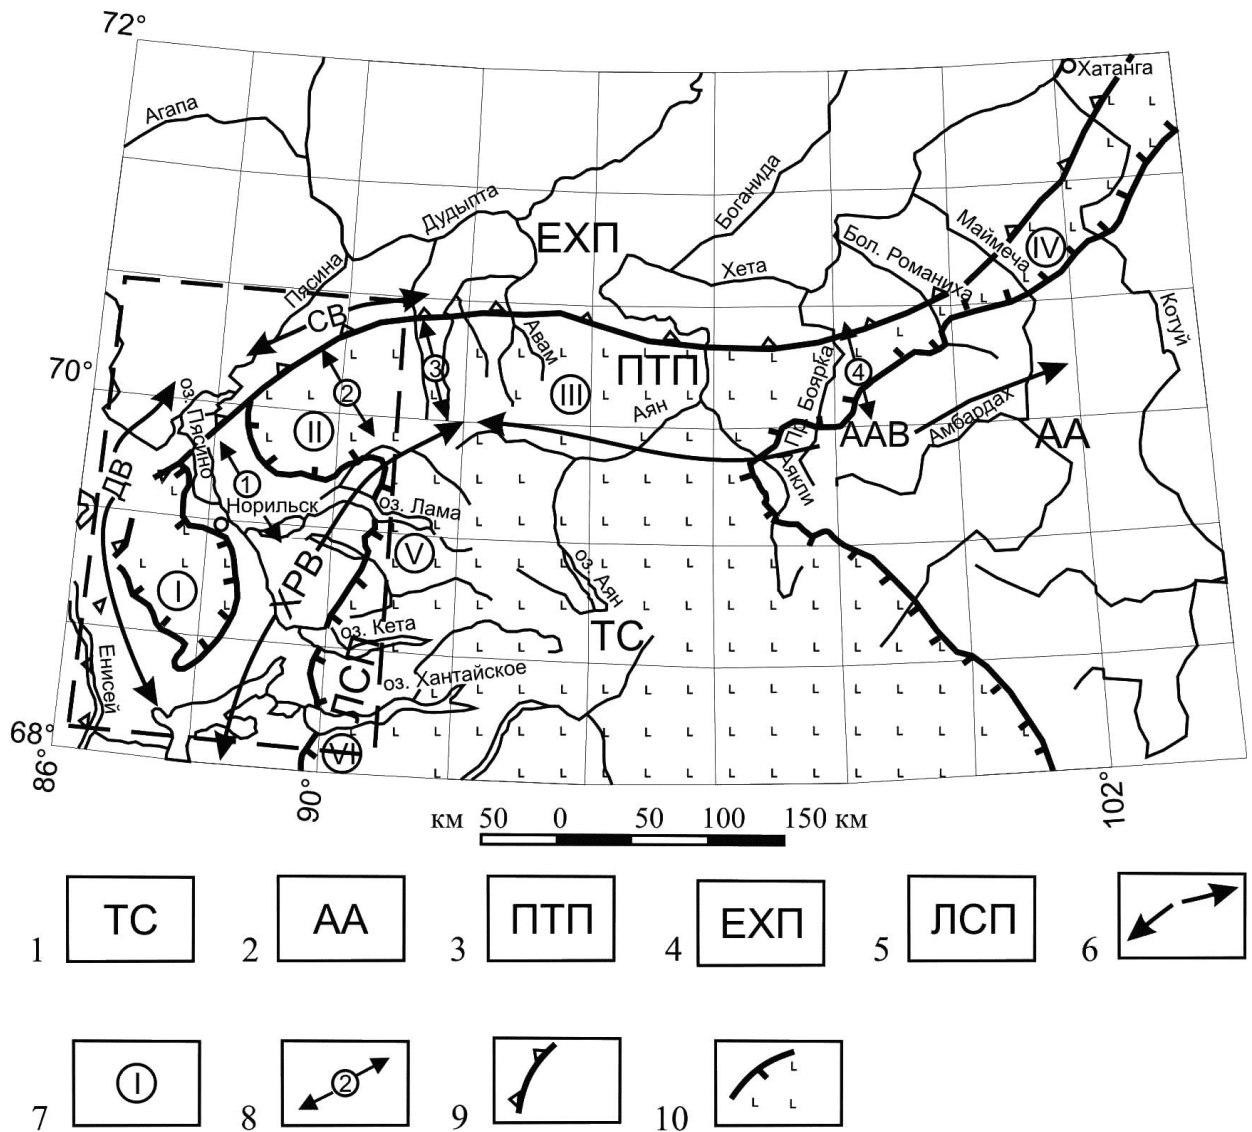 72°
Хатанга
Агапа
Боганида
Дудыпта
ЕХП
Маймеча
Бол. Романиха
IV
Хета
Пясина
Котуй
СВ
Авам
70°
ПТП
Пр. Боярка
2
3
4
III
оз. Пясино
Аян
II
Амбардах
ААВ
АА
ДВ
1
Аякли
Норильск
оз. Лама
V
ХРВ
оз. Аян
I
оз. Кета
ТС
Енисей
ЛСП
оз. Хантайское
68°
VI
86°
90°
102°
км 50 0 50 100 150 км
1 ТС 2 АА 3 ПТП 4 ЕХП 5 ЛСП 6
7 I 8 2 9 10